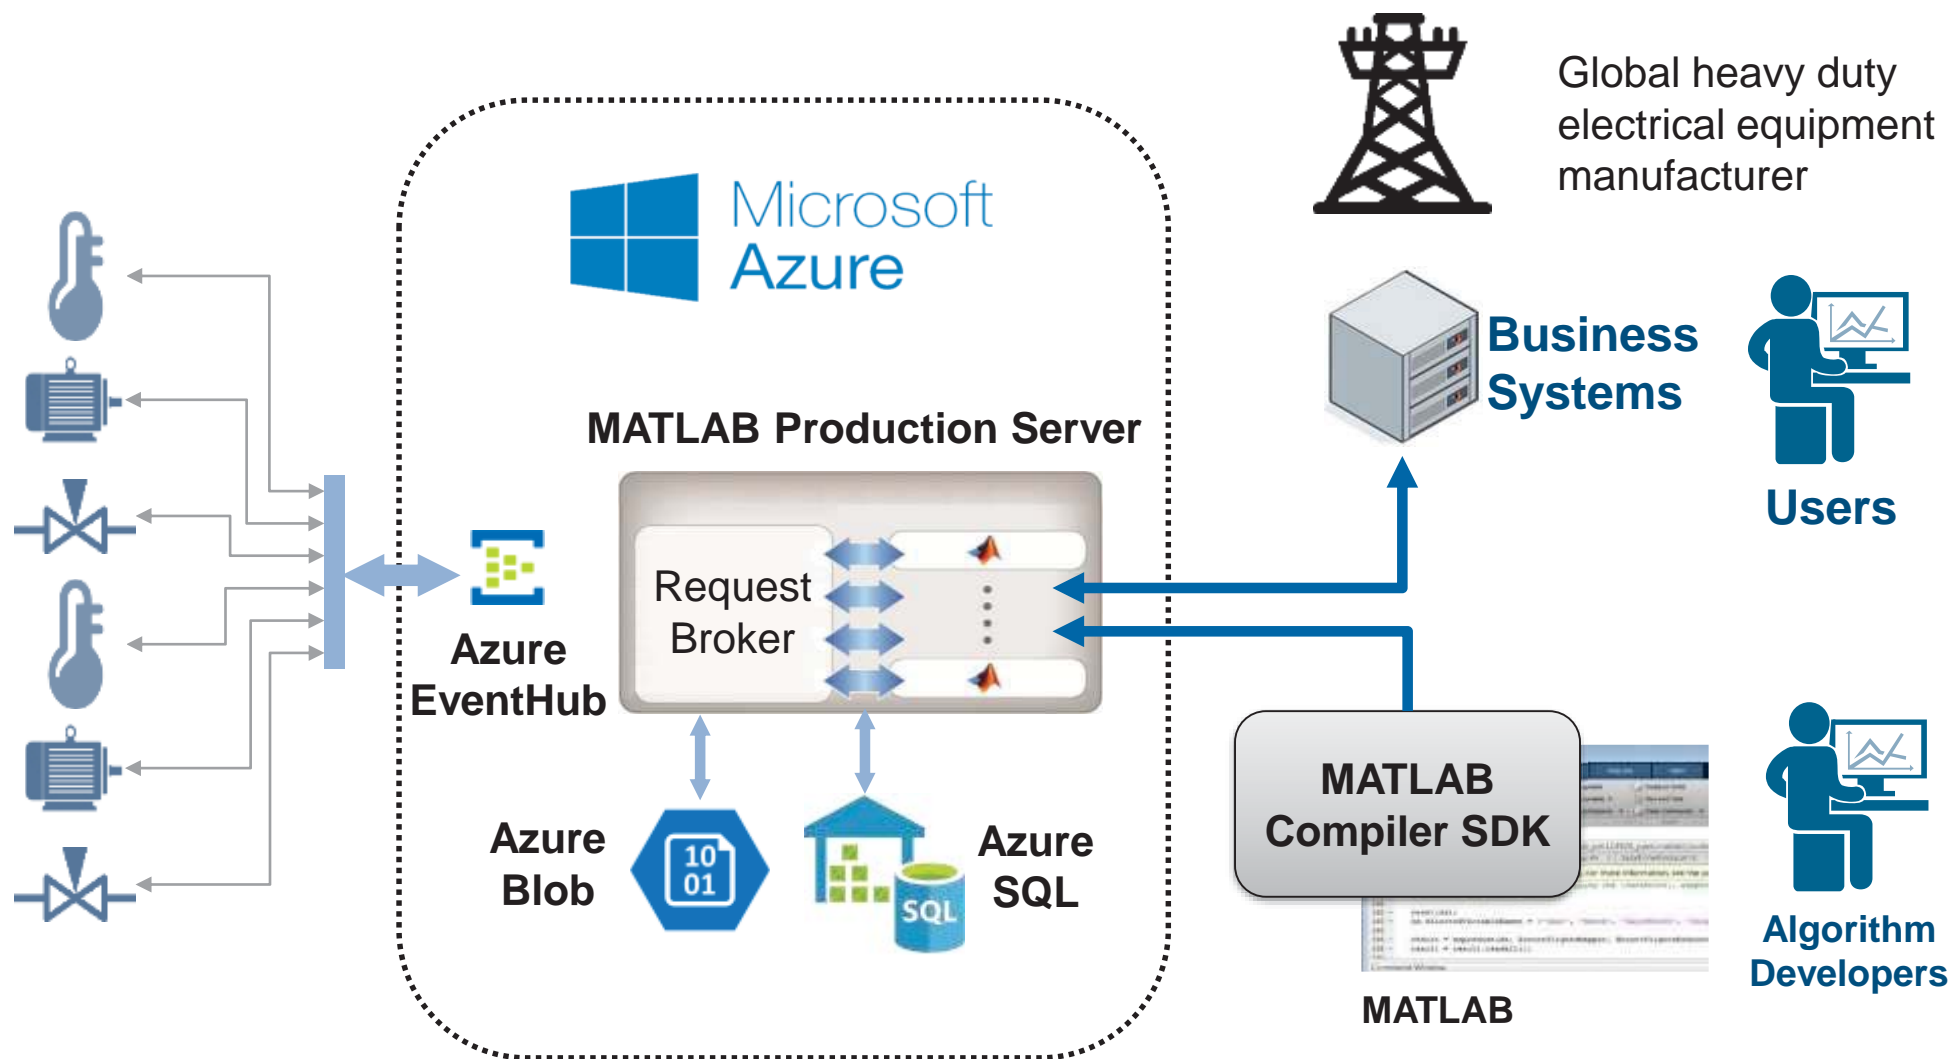 Global heavy duty
electrical equipment
manufacturer
Microsoft
Azure
Business
Systems
Users
MATLAB Production Server
Request
Broker
Azure
EventHub
Azure
Blob
10
01
Azure
SQL
SQL
MATLAB
Compiler SDK
MATLAB
Algorithm
Developers